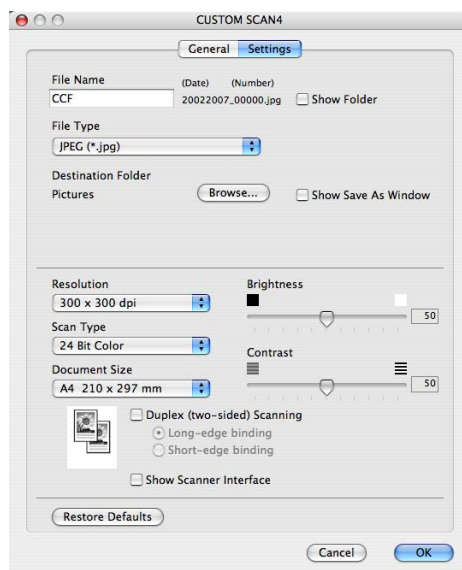 CUSTOM SCAN4
General Settings
File Name (Date) (Number)
CCF 20022007_00000.jpg Show Folder
File Type
JPEG (*.jpg)
Destination Folder
Pictures Browse... Show Save As Window
Resolution Brightness
300 x 300 dpi
50
Scan Type
24 Bit Color
Contrast
Document Size
A4 210 x 297 mm 50
Duplex (two-sided) Scanning
Long-edge binding
Short-edge binding
Show Scanner Interface
Restore Defaults
Cancel OK